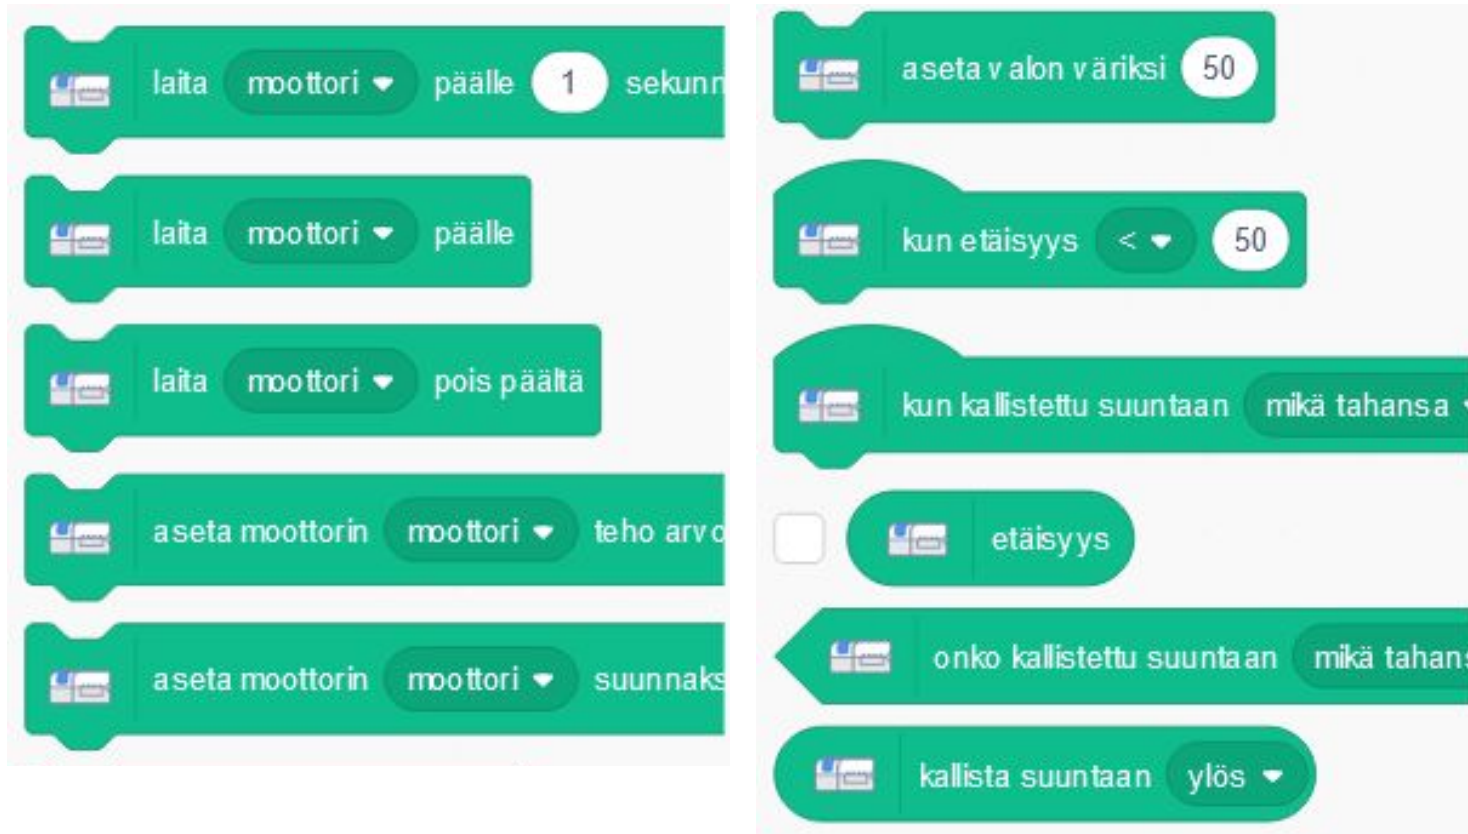 laita moottori päälle 1 sekunn
laita moottori päälle
laita moottori pois päältä
aseta moottorin moottori teho arvo
aseta moottorin moottori suunnaks
aseta valon väriksi 50
kun etäisyys < 50
kun kallistettu suuntaan mikä tahansa
etäisyys
onko kallistettu suuntaan mikä tahans
kallista suuntaan ylös